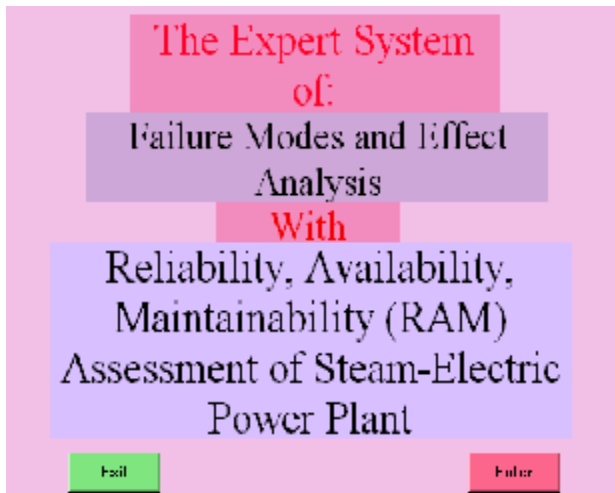 The Expert System
of:
Failure Modes and Effect
Analysis
With
Reliability, Availability,
Maintainability (RAM)
Assessment of Steam-Electric
Power Plant
Exit
Enter